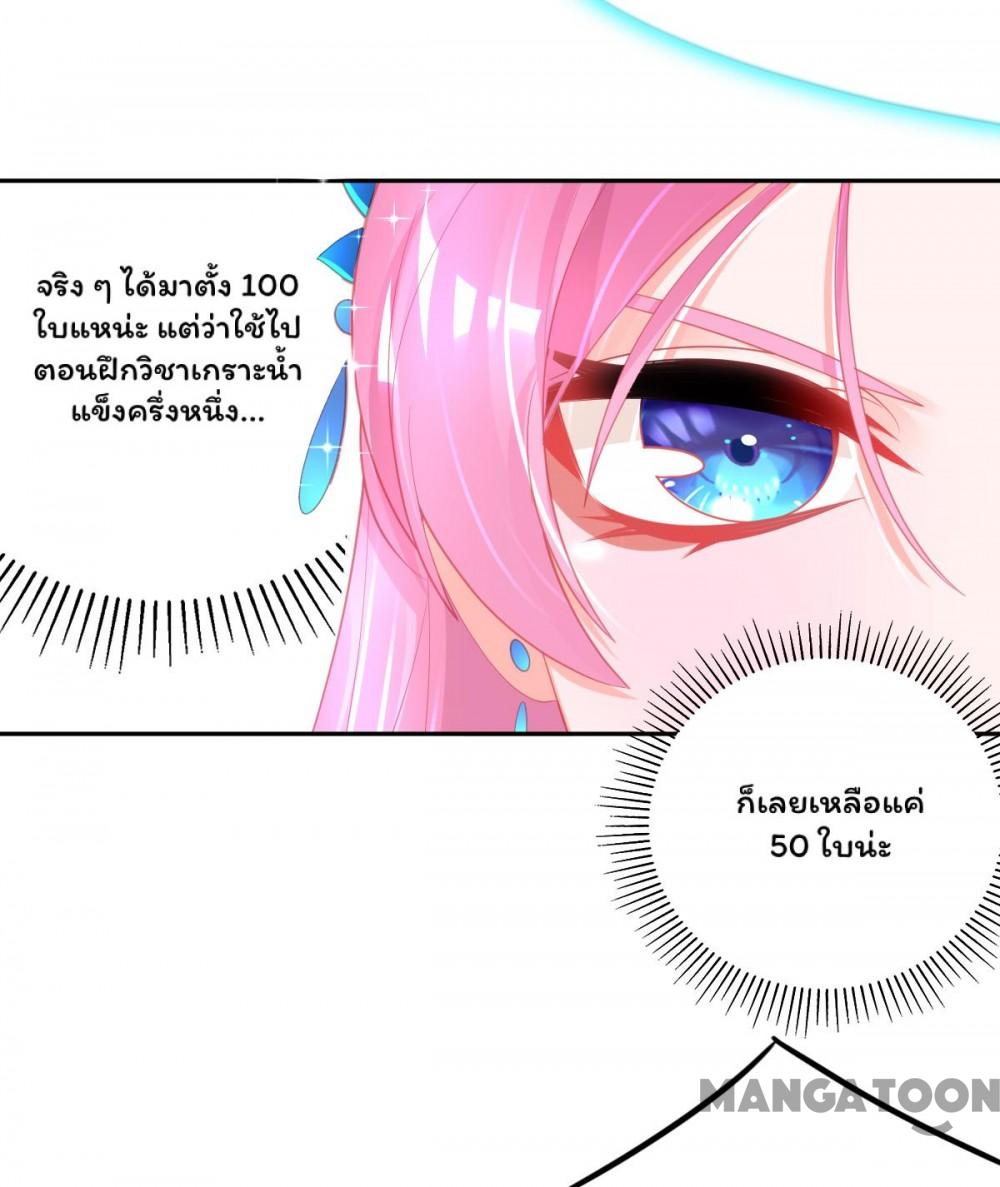 จริง ๆ ได้มาตั้ง 100
ใบแหน่ะ แต่ว่าใช้ไป
ตอนฝึกวิชาเกราะน้ำ
แข็งครึ่งหนึ่ง...
ก็เลยเหลือแค่
50 ใบน่ะ
MANGATOON